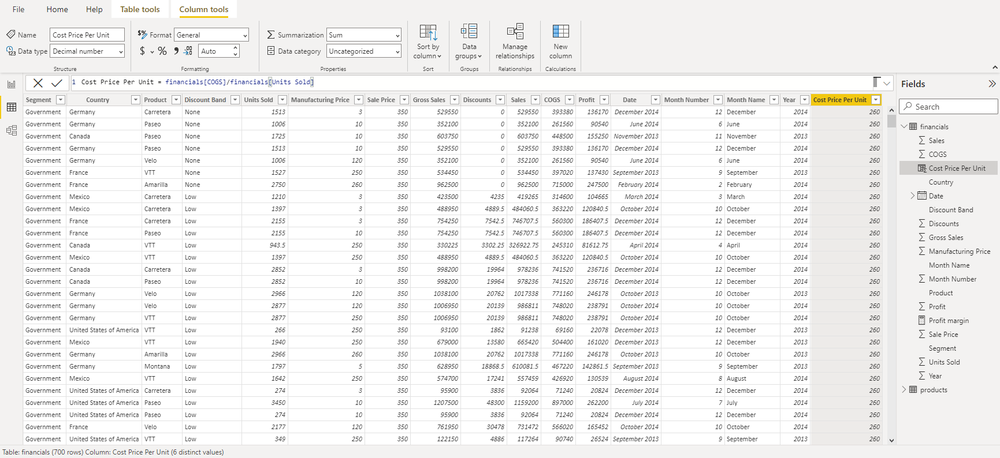 File Home Help Table tools Column tools
Name Cost Price Per Unit $% Format General Summarization Sum Sort by column Data groups Manage relationships New column
Data type Decimal number $ % Auto Data category Uncategorized
Structure Formatting Properties Sort Groups Relationships Calculations
1 Cost Price Per Unit = financials[COGS]/financials[Units Sold]
Segment Country Product Discount Band Units Sold Manufacturing Price Sale Price Gross Sales Discounts Sales COGS Profit Date Month Number Month Name Year Cost Price Per Unit
Government Germany Carretera None 1513 3 350 529550 0 529550 393380 136170 December 2014 12 December 2014 260
Government Germany Paseo None 1006 10 350 352100 0 352100 261560 90540 June 2014 6 June 2014 260
Government Canada Paseo None 1725 10 350 603750 0 603750 448500 155250 November 2013 11 November 2013 260
Government Germany Paseo None 1513 10 350 529550 0 529550 393380 136170 December 2014 12 December 2014 260
Government Germany Velo None 1006 120 350 352100 0 352100 261560 90540 June 2014 6 June 2014 260
Government France VTT None 1527 250 350 534450 0 534450 397020 137430 September 2013 9 September 2013 260
Government France Amarilla None 2750 260 350 962500 0 962500 715000 247500 February 2014 2 February 2014 260
Government Mexico Carretera Low 1210 3 350 423500 4235 419265 314600 104665 March 2014 3 March 2014 260
Government Mexico Carretera Low 1397 3 350 488950 4889.5 484060.5 363220 120840.5 October 2014 10 October 2014 260
Government France Carretera Low 2155 3 350 754250 7542.5 746707.5 560300 186407.5 December 2014 12 December 2014 260
Government France Paseo Low 2155 10 350 754250 7542.5 746707.5 560300 186407.5 December 2014 12 December 2014 260
Government Canada VTT Low 943.5 250 350 330225 3302.25 326922.75 245310 81612.75 April 2014 4 April 2014 260
Government Mexico VTT Low 1397 250 350 488950 4889.5 484060.5 363220 120840.5 October 2014 10 October 2014 260
Government Canada Carretera Low 2852 3 350 998200 19964 978236 741520 236716 December 2014 12 December 2014 260
Government Canada Paseo Low 2852 10 350 998200 19964 978236 741520 236716 December 2014 12 December 2014 260
Government Germany Velo Low 2966 120 350 1038100 20762 1017338 771160 246178 October 2013 10 October 2013 260
Government Germany Velo Low 2877 120 350 1006950 20139 986811 748020 238791 October 2014 10 October 2014 260
Government Germany VTT Low 2877 250 350 1006950 20139 986811 748020 238791 October 2014 10 October 2014 260
Government United States of America VTT Low 266 250 350 93100 1862 91238 69160 22078 December 2013 12 December 2013 260
Government Mexico VTT Low 1940 250 350 679000 13580 665420 504400 161020 December 2013 12 December 2013 260
Government Germany Amarilla Low 2966 260 350 1038100 20762 1017338 771160 246178 October 2013 10 October 2013 260
Government Germany Montana Low 1797 5 350 628950 18868.5 610081.5 467220 142861.5 September 2013 9 September 2013 260
Government Mexico VTT Low 1642 250 350 574700 17241 557459 426920 130539 August 2014 8 August 2014 260
Government United States of America Carretera Low 274 3 350 95900 3836 92064 71240 20824 December 2014 12 December 2014 260
Government United States of America Paseo Low 3450 10 350 1207500 48300 1159200 897000 262200 July 2014 7 July 2014 260
Government United States of America Paseo Low 274 10 350 95900 3836 92064 71240 20824 December 2014 12 December 2014 260
Government France Velo Low 2177 120 350 761950 30478 731472 566020 165452 October 2014 10 October 2014 260
Government United States of America VTT Low 349 250 350 122150 4886 117264 90740 26524 September 2013 9 September 2013 260
Fields
Search
financials
Sales
COGS
Cost Price Per Unit
Country
Date
Discount Band
Discounts
Gross Sales
Manufacturing Price
Month Name
Month Number
Product
Profit
Profit margin
Sale Price
Segment
Units Sold
Year
products
Table: financials (700 rows) Column: Cost Price Per Unit (6 distinct values)